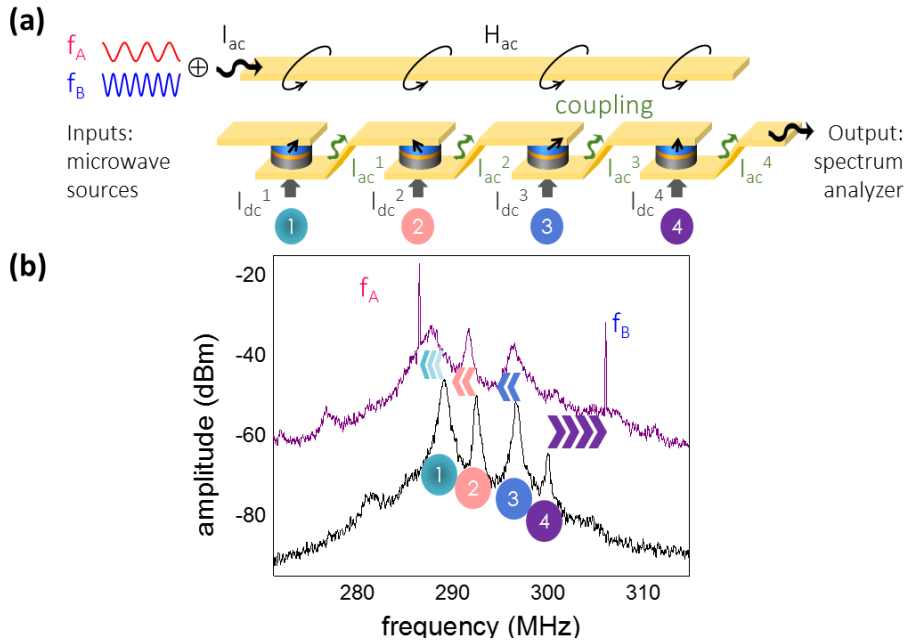 (a)
f_A
f_B
I_ac
H_ac
coupling
Inputs:
microwave
sources
I_ac^1
I_ac^2
I_ac^3
I_ac^4
Output:
spectrum
analyzer
I_dc^1
I_dc^2
I_dc^3
I_dc^4
1
2
3
4
(b)
-20
-40
-60
-80
amplitude (dBm)
f_A
f_B
1
2
3
4
280
290
300
310
frequency (MHz)